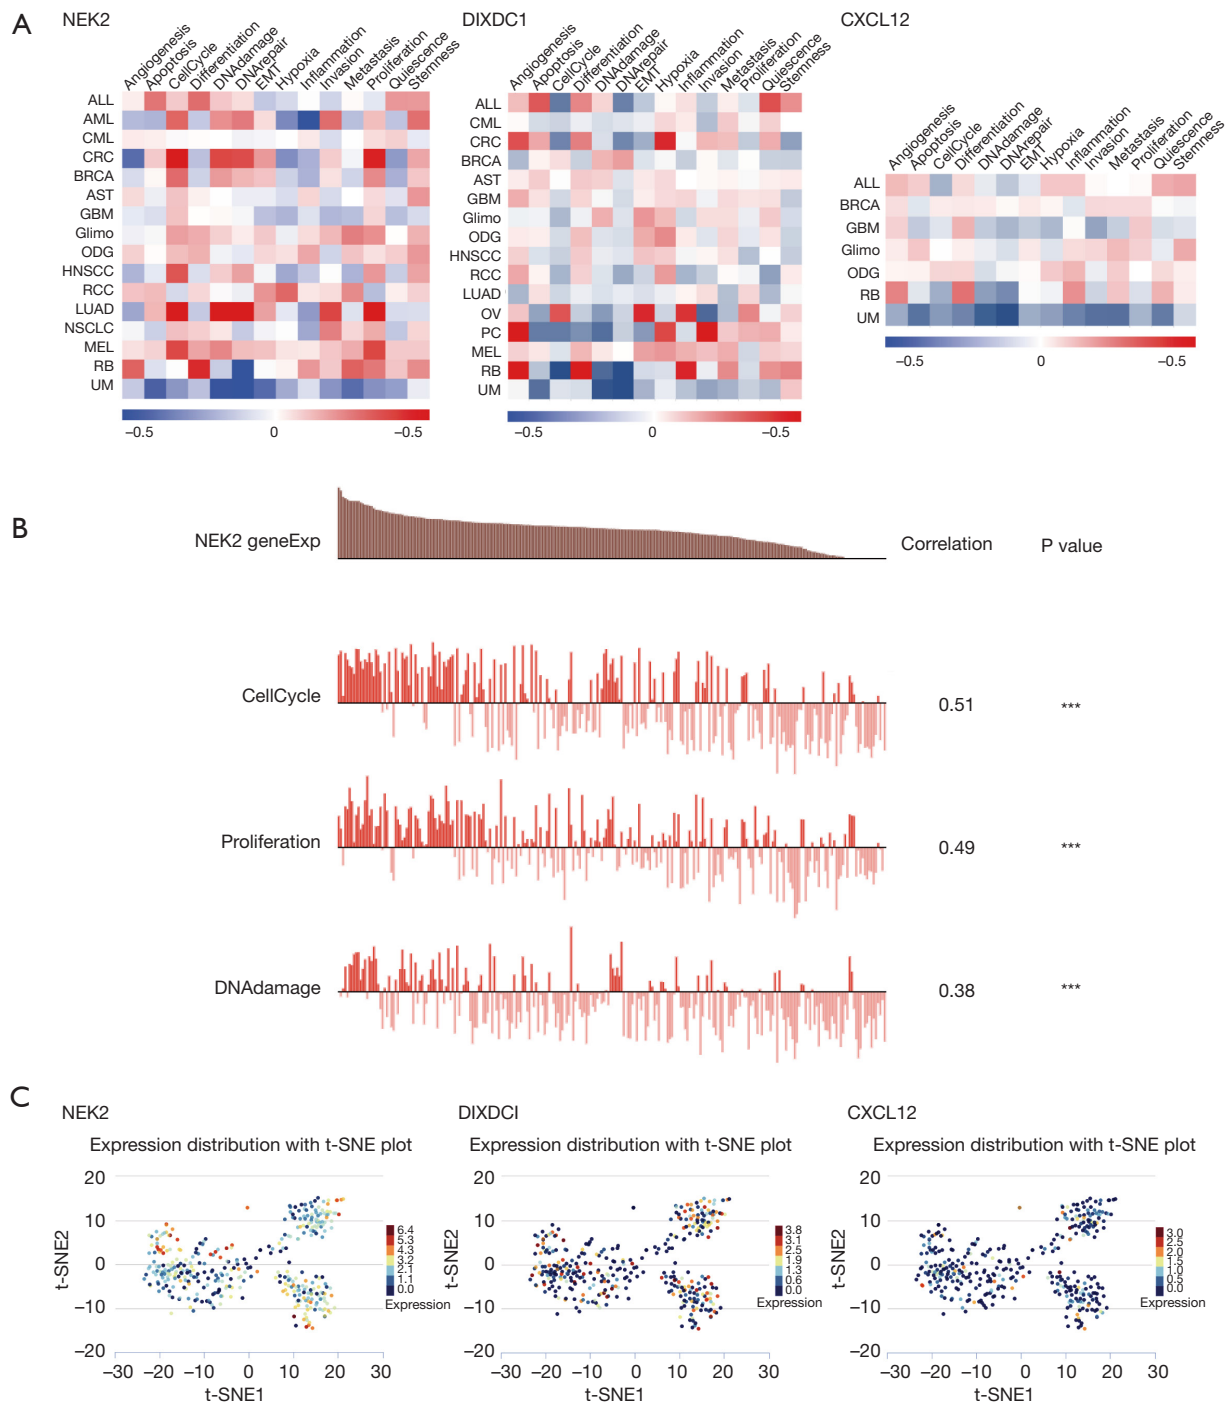 A
NEK2
Angiogenesis
Apoptosis
CellCycle
Differentiation
DNAdamage
DNArepair
EMT
Hypoxia
Inflammation
Invasion
Metastasis
Proliferation
Quiescence
Stemness
ALL
AML
CML
CRC
BRCA
AST
GBM
Glimo
ODG
HNSCC
RCC
LUAD
NSCLC
MEL
RB
UM
−0.5 0 −0.5
DIXDC1
Angiogenesis
Apoptosis
CellCycle
Differentiation
DNAdamage
DNArepair
EMT
Hypoxia
Inflammation
Invasion
Metastasis
Proliferation
Quiescence
Stemness
ALL
CML
CRC
BRCA
AST
GBM
Glimo
ODG
HNSCC
RCC
LUAD
OV
PC
MEL
RB
UM
−0.5 0 −0.5
CXCL12
Angiogenesis
Apoptosis
CellCycle
Differentiation
DNAdamage
DNArepair
EMT
Hypoxia
Inflammation
Invasion
Metastasis
Proliferation
Quiescence
Stemness
ALL
BRCA
GBM
Glimo
ODG
RB
UM
−0.5 0 −0.5
B
NEK2 geneExp Correlation P value
CellCycle 0.51 ***
Proliferation 0.49 ***
DNAdamage 0.38 ***
C
NEK2
Expression distribution with t-SNE plot
t-SNE2
20
10
0
−10
−20
−30 −20 −10 0 10 20 30
t-SNE1
6.4
5.3
4.3
3.2
2.1
1.1
0.0
Expression
DIXDCI
Expression distribution with t-SNE plot
t-SNE2
20
10
0
−10
−20
−30 −20 −10 0 10 20 30
t-SNE1
3.8
3.1
2.5
1.9
1.3
0.6
0.0
Expression
CXCL12
Expression distribution with t-SNE plot
t-SNE2
20
10
0
−10
−20
−30 −20 −10 0 10 20 30
t-SNE1
3.0
2.5
2.0
1.5
1.0
0.5
0.0
Expression